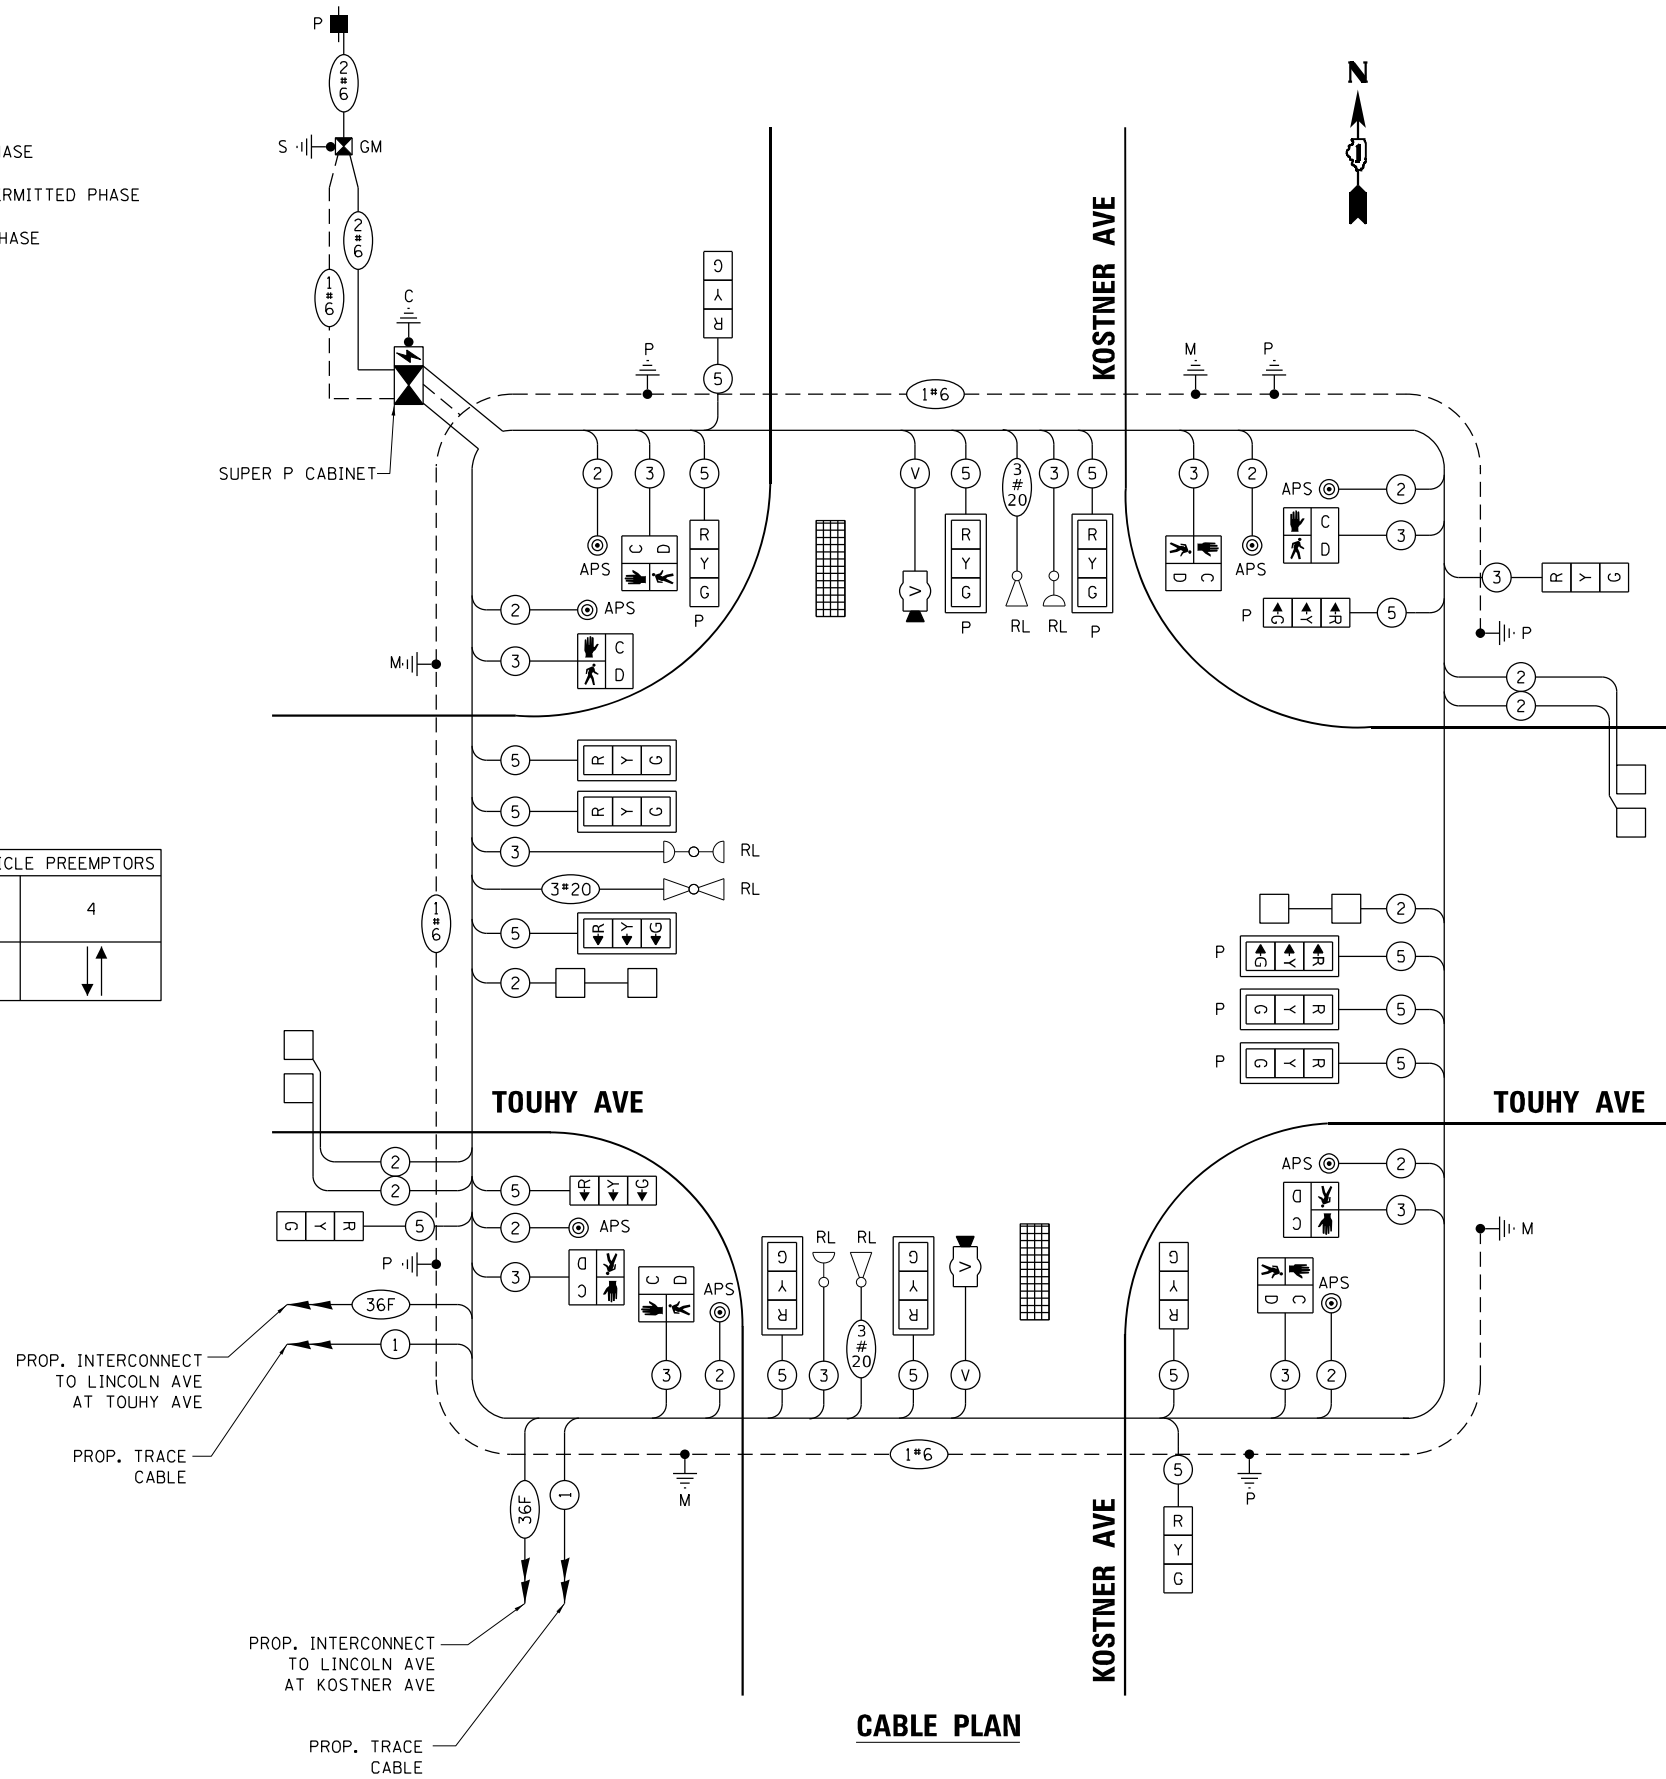 P
2#6
S
GM
N
ASE
ERMITTED PHASE
HASE
2#6
1#6
C
KOSTNER AVE
G
Y
R
5
P
M
P
1#6
SUPER P CABINET
2
3
5
V
5
3#20
3
5
3
2
APS
2
APS
C D
R
Y
G
P
V
R
Y
G
P
RL
RL
R
Y
G
P
D C
APS
C
D
3
2
APS
3
R Y G
P
G Y R
5
P
M
3
C
D
2
2
5
R Y G
5
R Y G
3
RL
3#20
RL
5
R Y G
2
ICLE PREEMPTORS
4
1#6
2
P
G Y R
5
P
G Y R
5
P
G Y R
5
TOUHY AVE
TOUHY AVE
2
2
5
R Y G
G Y R
5
2
APS
P
3
D
C
C D
APS
G
Y
R
RL
RL
G
Y
R
V
G
Y
R
APS
2
D
C
3
M
D C
APS
36F
1
3
2
5
3
3#20
5
V
5
3
2
PROP. INTERCONNECT
TO LINCOLN AVE
AT TOUHY AVE
PROP. TRACE
CABLE
36F
1
M
1#6
5
P
R
Y
G
KOSTNER AVE
PROP. INTERCONNECT
TO LINCOLN AVE
AT KOSTNER AVE
PROP. TRACE
CABLE
CABLE PLAN